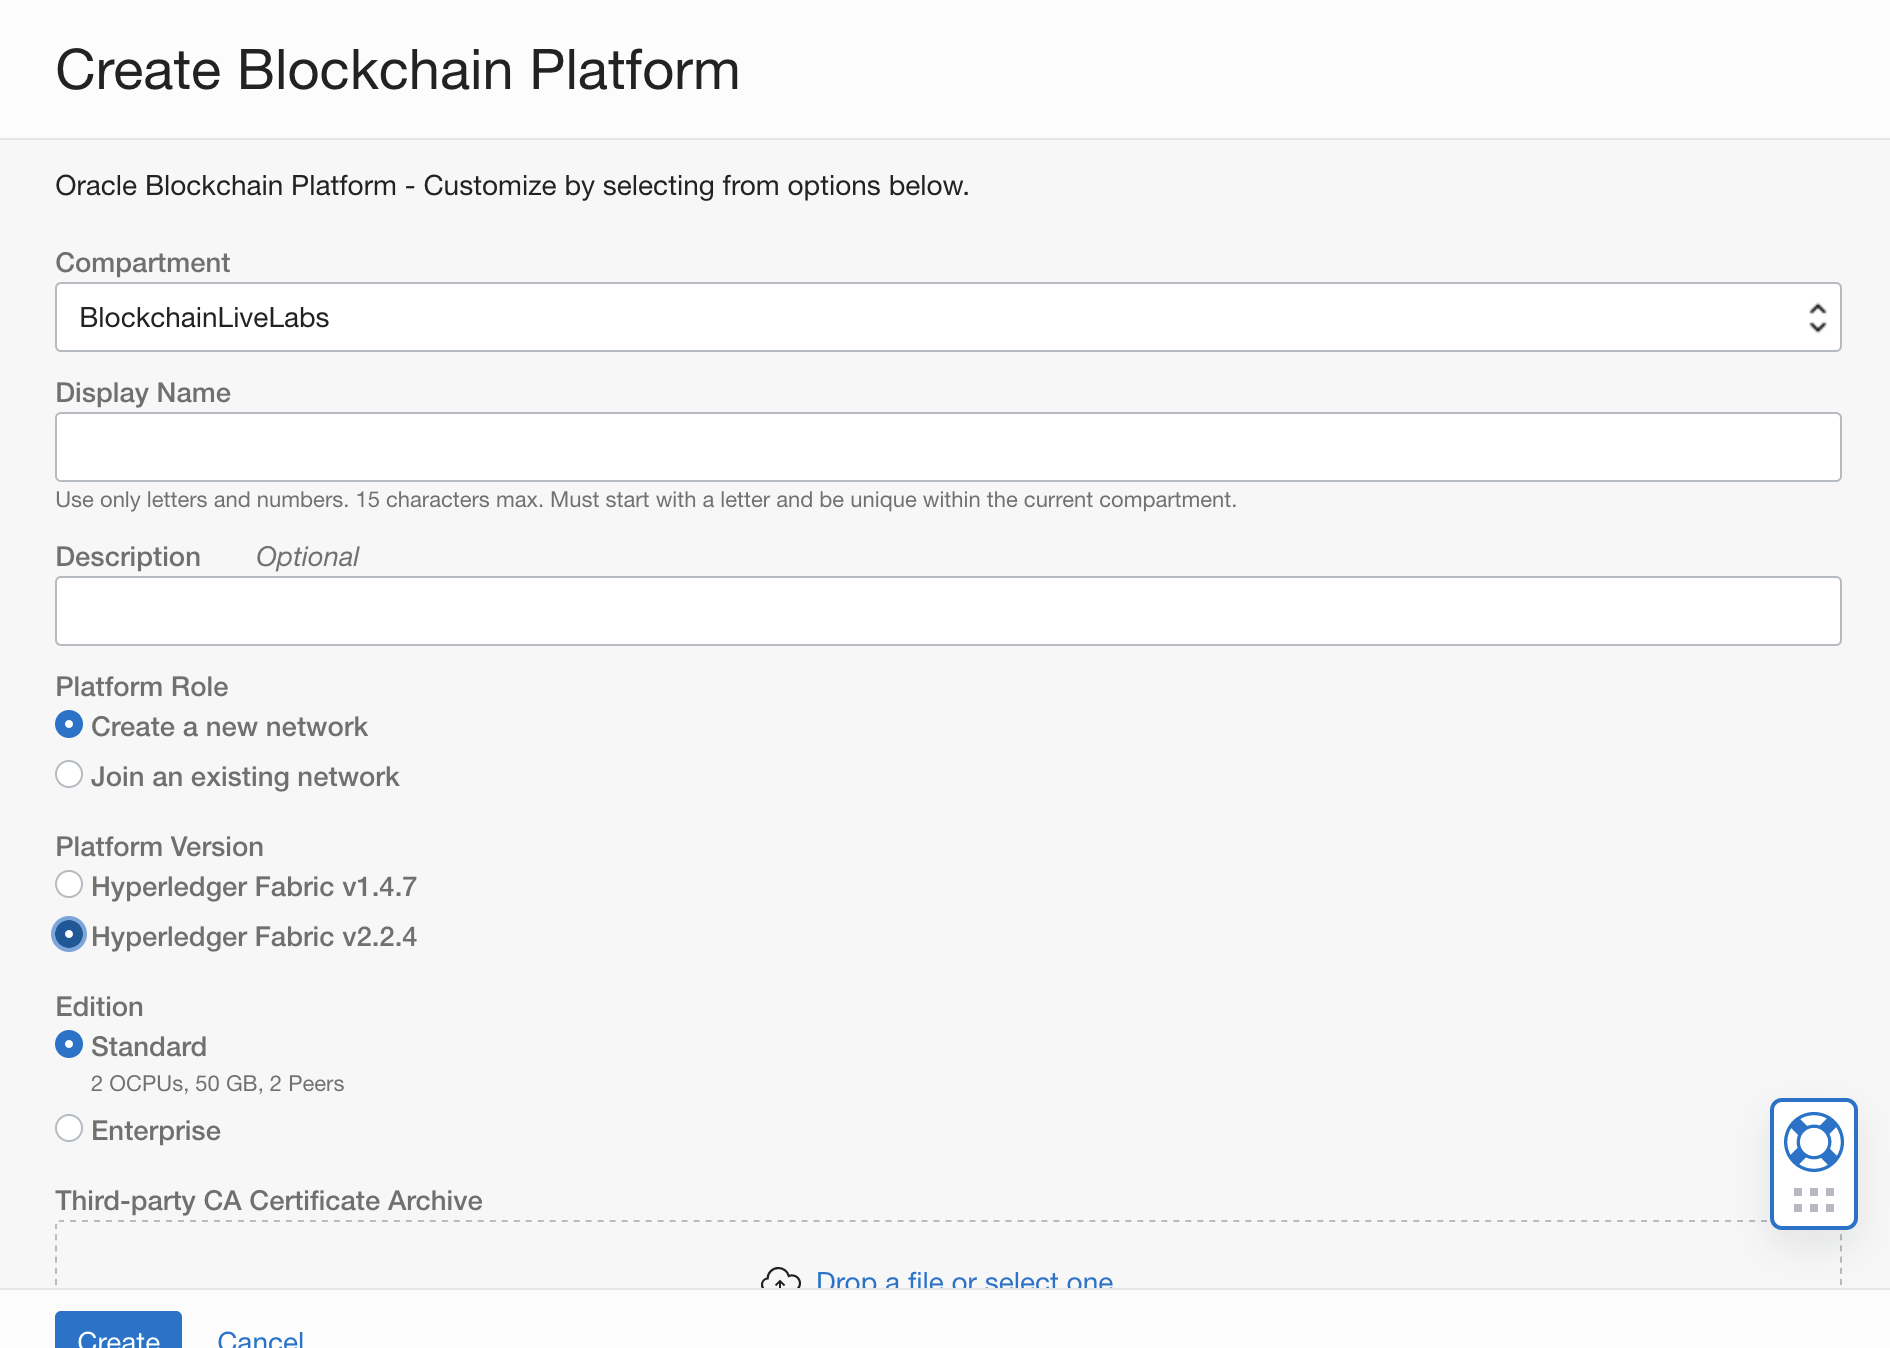 Create Blockchain Platform
Oracle Blockchain Platform - Customize by selecting from options below.
Compartment
BlockchainLiveLabs
Display Name
Use only letters and numbers. 15 characters max. Must start with a letter and be unique within the current compartment.
Description Optional
Platform Role
Create a new network
Join an existing network
Platform Version
Hyperledger Fabric v1.4.7
Hyperledger Fabric v2.2.4
Edition
Standard
2 OCPUs, 50 GB, 2 Peers
Enterprise
Third-party CA Certificate Archive
Drop a file or select one
Create Cancel